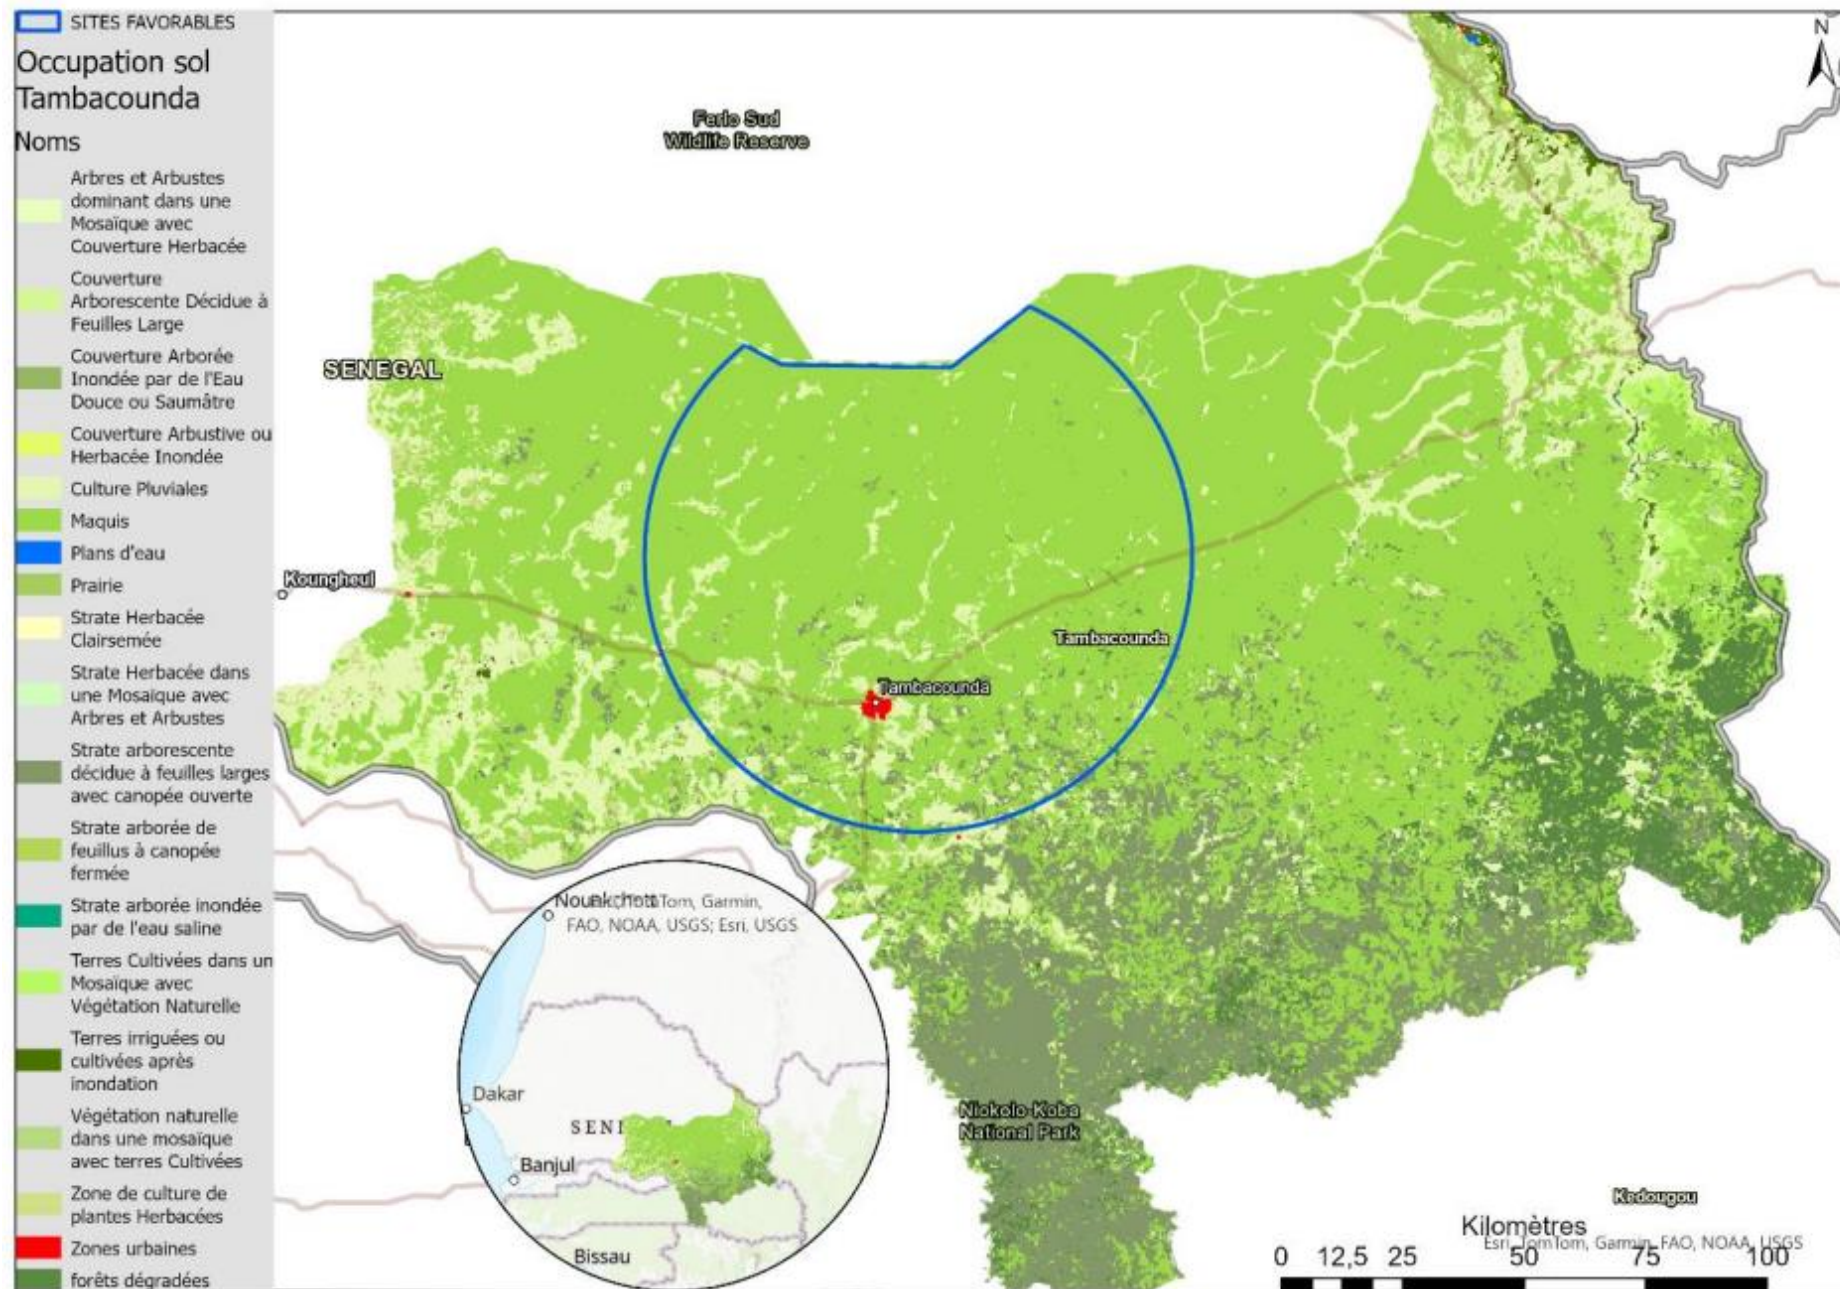 SITES FAVORABLES
Occupation sol
Tambacounda
Noms
Arbres et Arbustes
dominant dans une
Mosaïque avec
Couverture Herbacée
Couverture
Arborescente Décidue à
Feuilles Large
Couverture Arborée
Inondée par de l'Eau
Douce ou Saumâtre
Couverture Arbustive ou
Herbacée Inondée
Culture Pluviales
Maquis
Plans d'eau
Prairie
Strate Herbacée
Clairsemée
Strate Herbacée dans
une Mosaïque avec
Arbres et Arbustes
Strate arborescente
décidue à feuilles larges
avec canopée ouverte
Strate arborée de
feuillus à canopée
fermée
Strate arborée inondée
par de l'eau saline
Terres Cultivées dans un
Mosaïque avec
Végétation Naturelle
Terres irriguées ou
cultivées après
inondation
Végétation naturelle
dans une mosaïque
avec terres Cultivées
Zone de culture de
plantes Herbacées
Zones urbaines
forêts dégradées
N
Ferlo Sud
Wildlife Reserve
SENEGAL
Koungheul
Tambacounda
Tambacounda
Niokolo-Koba
National Park
Kedougou
Nouakchott
TomTom, Garmin,
FAO, NOAA, USGS; Esri, USGS
Dakar
SENE
Banjul
Bissau
Kilomètres
Esri, TomTom, Garmin, FAO, NOAA, USGS
0 12,5 25 50 75 100